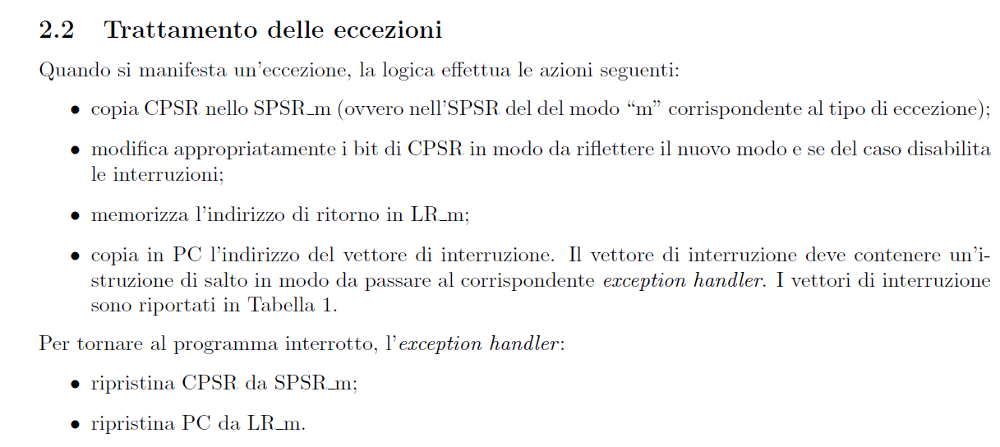 2.2 Trattamento delle eccezioni
Quando si manifesta un'eccezione, la logica effettua le azioni seguenti:
• copia CPSR nello SPSR_m (ovvero nell'SPSR del del modo “m” corrispondente al tipo di eccezione);
• modifica appropriatamente i bit di CPSR in modo da riflettere il nuovo modo e se del caso disabilita
le interruzioni;
• memorizza l'indirizzo di ritorno in LR_m;
• copia in PC l'indirizzo del vettore di interruzione. Il vettore di interruzione deve contenere un'i-
struzione di salto in modo da passare al corrispondente exception handler. I vettori di interruzione
sono riportati in Tabella 1.
Per tornare al programma interrotto, l'exception handler:
• ripristina CPSR da SPSR_m;
• ripristina PC da LR_m.